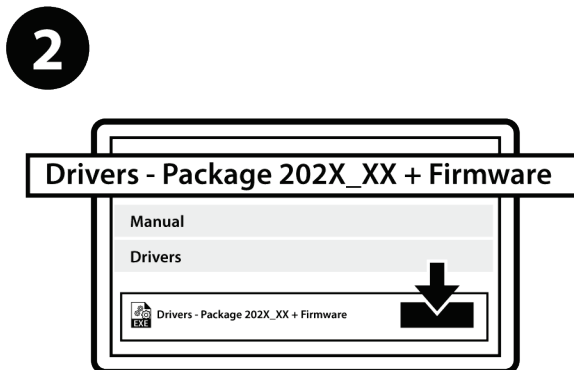 2
Drivers - Package 202X_XX + Firmware
Manual
Drivers
EXE
Drivers - Package 202X_XX + Firmware